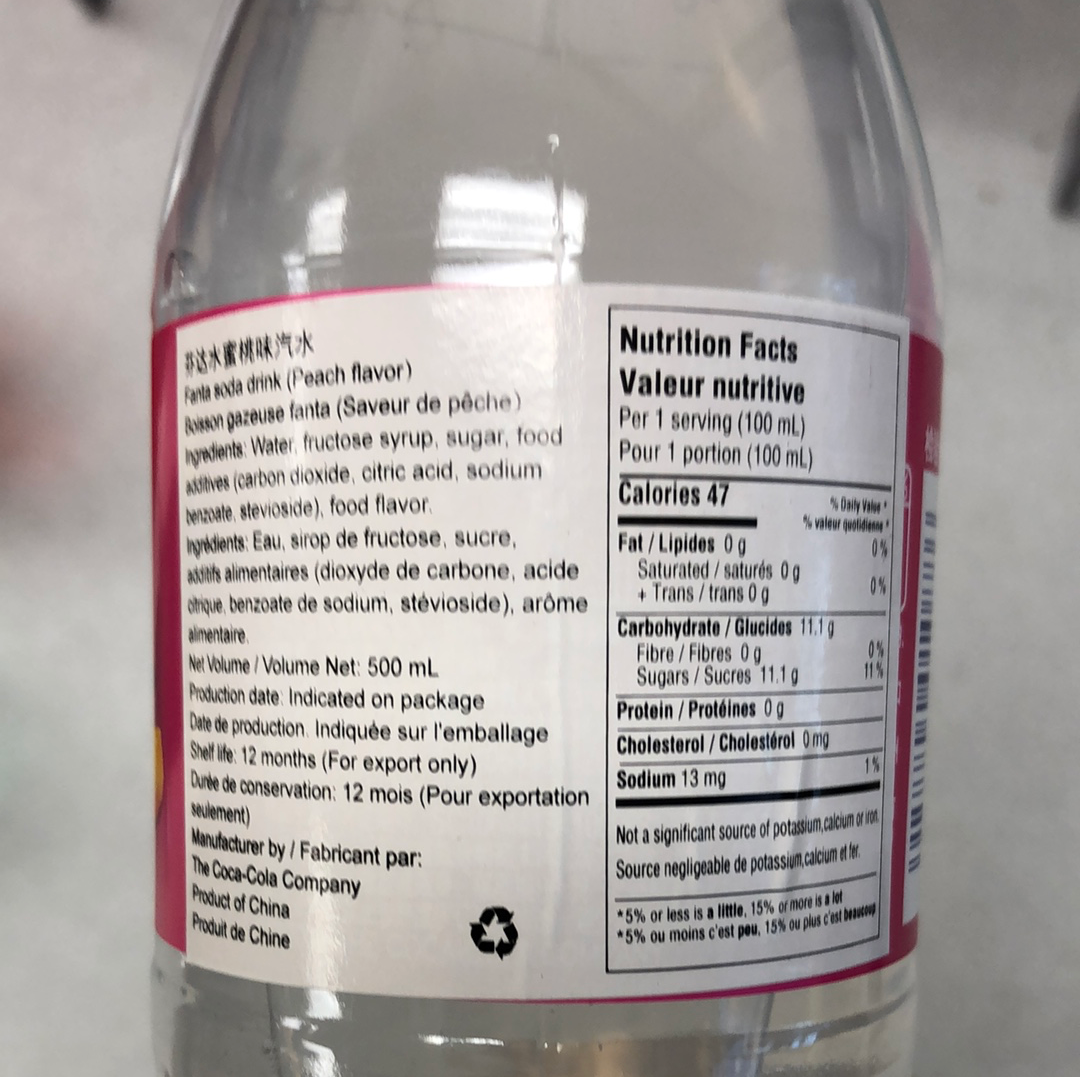 芬达水蜜桃味汽水
Fanta soda drink (Peach flavor)
Boisson gazeuse fanta (Saveur de pêche)
Ingredients: Water, fructose syrup, sugar, food
additives (carbon dioxide, citric acid, sodium
benzoate, stevioside), food flavor.
Ingrédients: Eau, sirop de fructose, sucre,
additifs alimentaires (dioxyde de carbone, acide
citrique, benzoate de sodium, stévioside), arôme
alimentaire.
Net Volume / Volume Net: 500 mL
Production date: Indicated on package
Date de production. Indiquée sur l'emballage
Shelf life: 12 months (For export only)
Durée de conservation: 12 mois (Pour exportation
seulement)
Manufacturer by / Fabricant par:
The Coca-Cola Company
Product of China
Produit de Chine
Nutrition Facts
Valeur nutritive
Per 1 serving (100 mL)
Pour 1 portion (100 mL)
Calories 47
% Daily Value *
% valeur quotidienne *
Fat / Lipides 0 g 0 %
Saturated / saturés 0 g
+ Trans / trans 0 g 0 %
Carbohydrate / Glucides 11.1 g
Fibre / Fibres 0 g 0 %
Sugars / Sucres 11.1 g 11 %
Protein / Protéines 0 g
Cholesterol / Cholestérol 0 mg
Sodium 13 mg 1 %
Not a significant source of potassium,calcium or iron.
Source negligeable de potassium,calcium et fer.
*5% or less is a little, 15% or more is a lot
*5% ou moins c'est peu, 15% ou plus c'est beaucoup